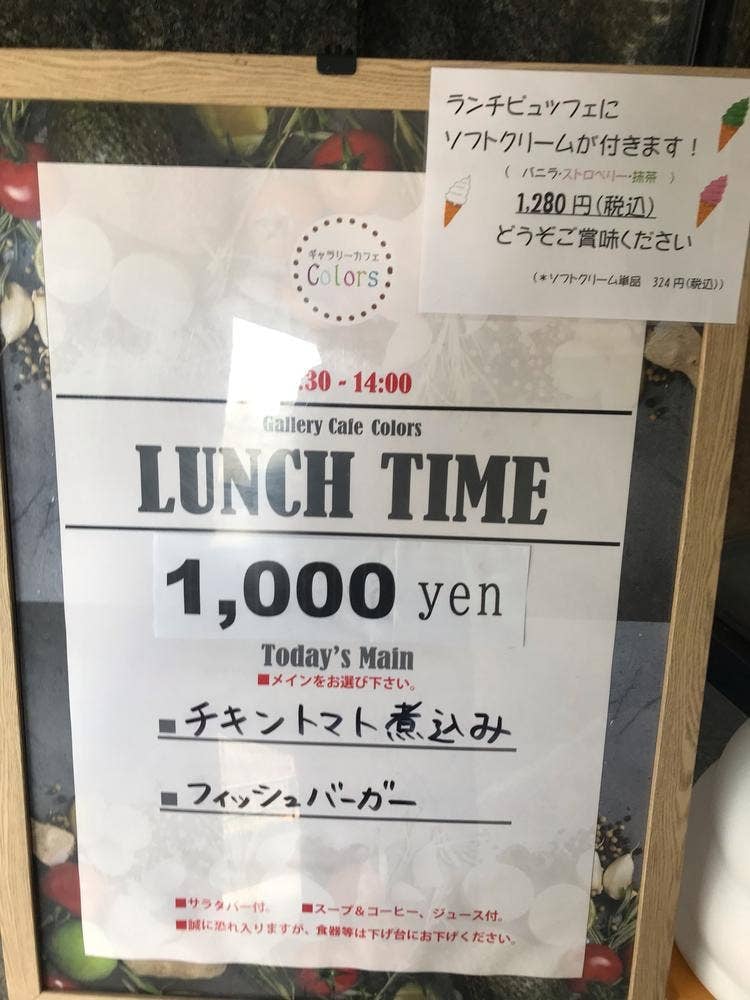 ランチビュッフェに
ソフトクリームが付きます!
( バニラ・ストロベリー・抹茶 )
1,280円(税込)
どうぞご賞味ください
(*ソフトクリーム単品 324円(税込))
ギャラリーカフェ
Colors
:30 - 14:00
Gallery Cafe Colors
LUNCH TIME
1,000 yen
Today's Main
■メインをお選び下さい。
■チキントマト煮込み
■フィッシュバーガー
■サラダバー付。 ■スープ&コーヒー、ジュース付。
■誠に恐れ入りますが、食器等は下げ台にお下げください。